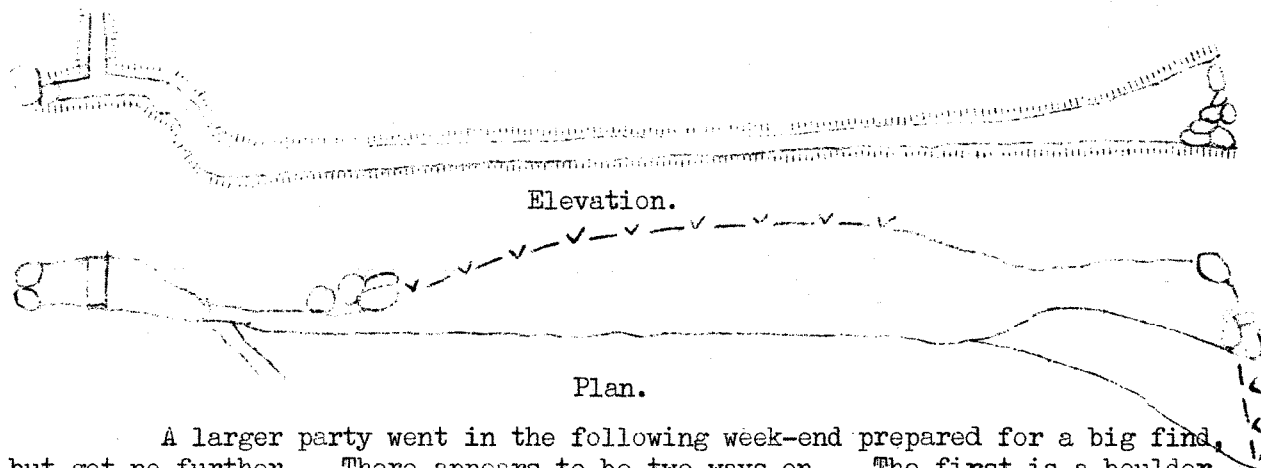 Elevation.
Plan.
A larger party went in the following week-end prepared for a big find,
but got no further. There appears to be two ways on. The first is a boulder